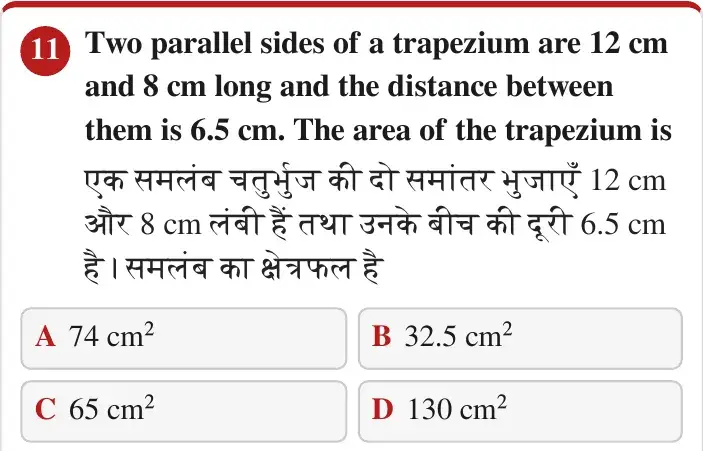 11 Two parallel sides of a trapezium are 12 cm
and 8 cm long and the distance between
them is 6.5 cm. The area of the trapezium is
एक समलंब चतुर्भुज की दो समांतर भुजाएँ 12 cm
और 8 cm लंबी हैं तथा उनके बीच की दूरी 6.5 cm
है। समलंब का क्षेत्रफल है
A 74 cm²
B 32.5 cm²
C 65 cm²
D 130 cm²